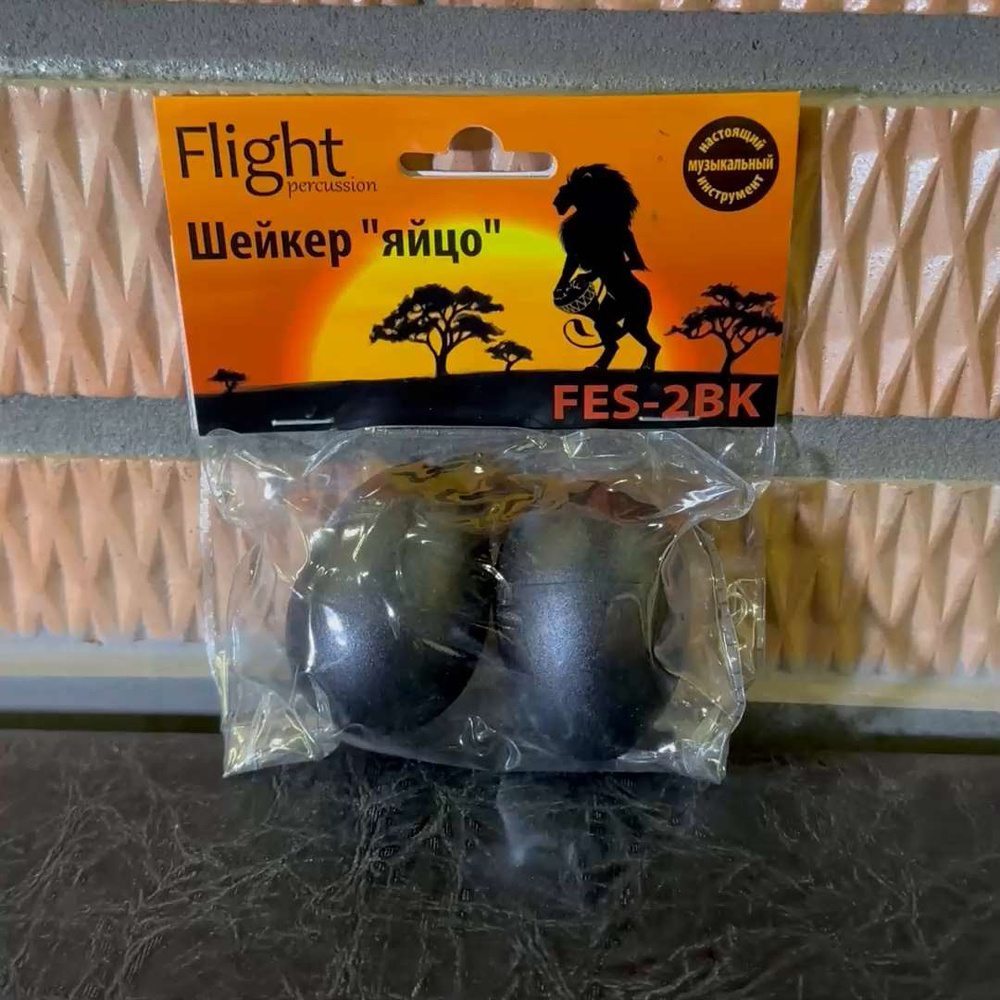 Flight
percussion
настоящий
музыкальный
инструмент
Шейкер "яйцо"
FES-2BK